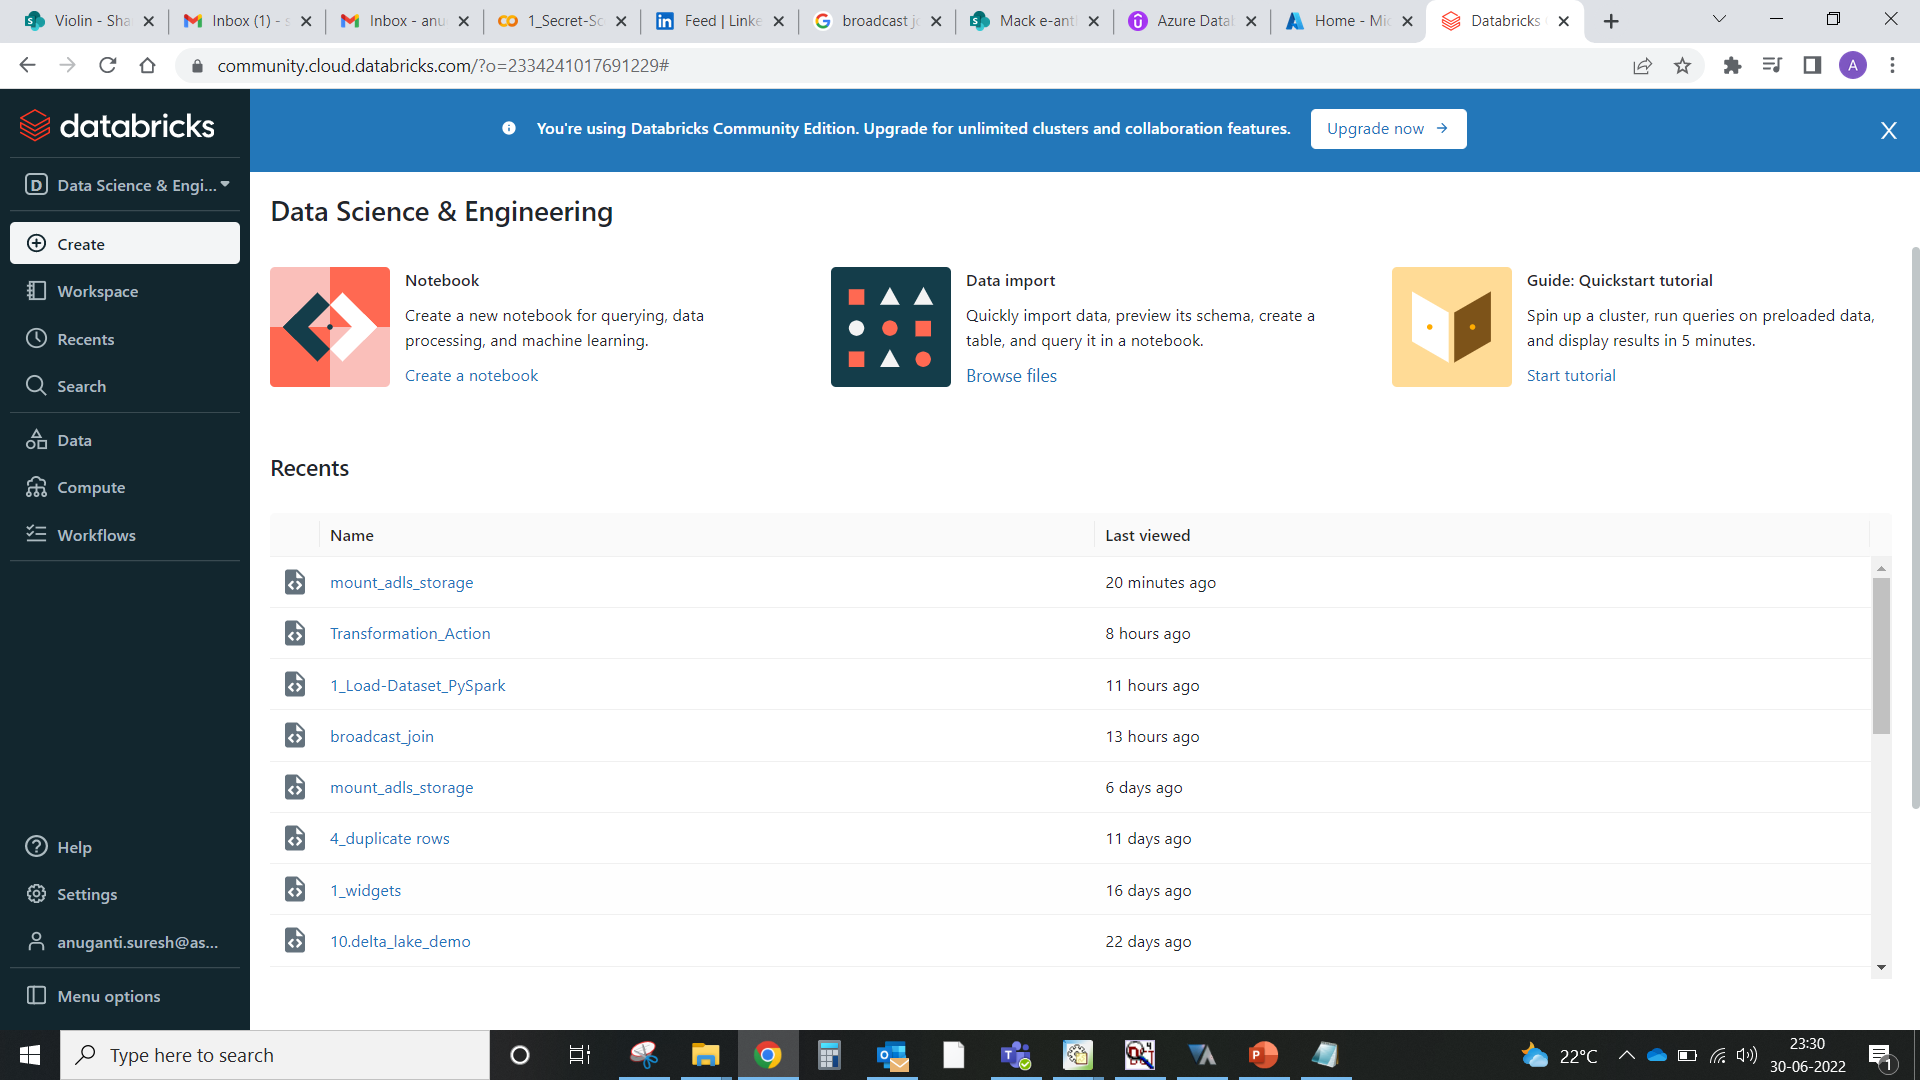 Violin - Sha
Inbox (1) - s
Inbox - anu
1_Secret-Sc
Feed | Linke
broadcast jo
Mack e-anti
Azure Datab
Home - Mic
Databricks
community.cloud.databricks.com/?o=2334241017691229#
A
databricks
You're using Databricks Community Edition. Upgrade for unlimited clusters and collaboration features.
Upgrade now →
X
D
Data Science & Engi...
Create
Workspace
Recents
Search
Data
Compute
Workflows
Help
Settings
anuganti.suresh@as...
Menu options
Data Science & Engineering
Notebook
Create a new notebook for querying, data
processing, and machine learning.
Create a notebook
Data import
Quickly import data, preview its schema, create a
table, and query it in a notebook.
Browse files
Guide: Quickstart tutorial
Spin up a cluster, run queries on preloaded data,
and display results in 5 minutes.
Start tutorial
Recents
Name Last viewed
mount_adls_storage 20 minutes ago
Transformation_Action 8 hours ago
1_Load-Dataset_PySpark 11 hours ago
broadcast_join 13 hours ago
mount_adls_storage 6 days ago
4_duplicate rows 11 days ago
1_widgets 16 days ago
10.delta_lake_demo 22 days ago
Type here to search
22°C
23:30
30-06-2022
1